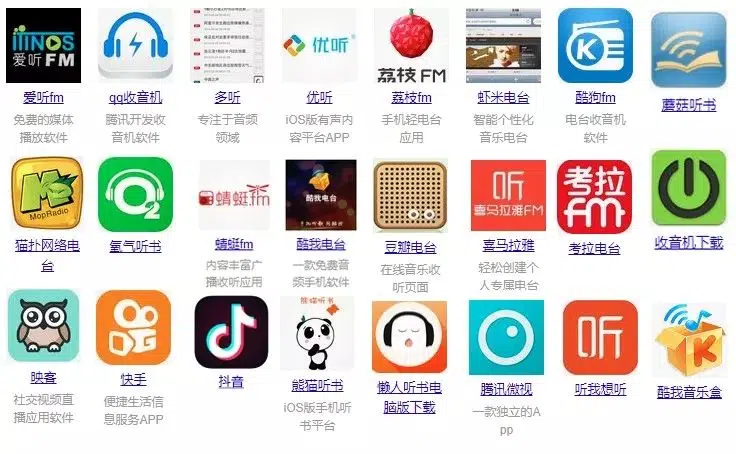 MINOS
爱听FM
优听
荔枝FM
K
爱听fm
qq收音机
多听
优听
荔枝fm
虾米电台
酷狗fm
蘑菇听书
免费的媒体
播放软件
腾讯开发收
音机软件
专注于音频
领域
iOS版有声内
容平台APP
手机轻电台
应用
智能个性化
音乐电台
电台收音机
软件
M
MopRadio
O2
蜻蜓fm
酷我电台
听
喜马拉雅FM
考拉
FM
猫扑网络电
台
氧气听书
蜻蜓fm
酷我电台
豆瓣电台
喜马拉雅
考拉电台
收音机下载
内容丰富广
播收听应用
一款免费音
频手机软件
在线音乐收
听页面
轻松创建个
人专属电台
熊猫听书
听
K
映客
快手
抖音
熊猫听书
懒人听书电
脑版下载
腾讯微视
听我想听
酷我音乐盒
社交视频直
播应用软件
便捷生活信
息服务APP
iOS版手机听
书平台
一款独立的A
pp